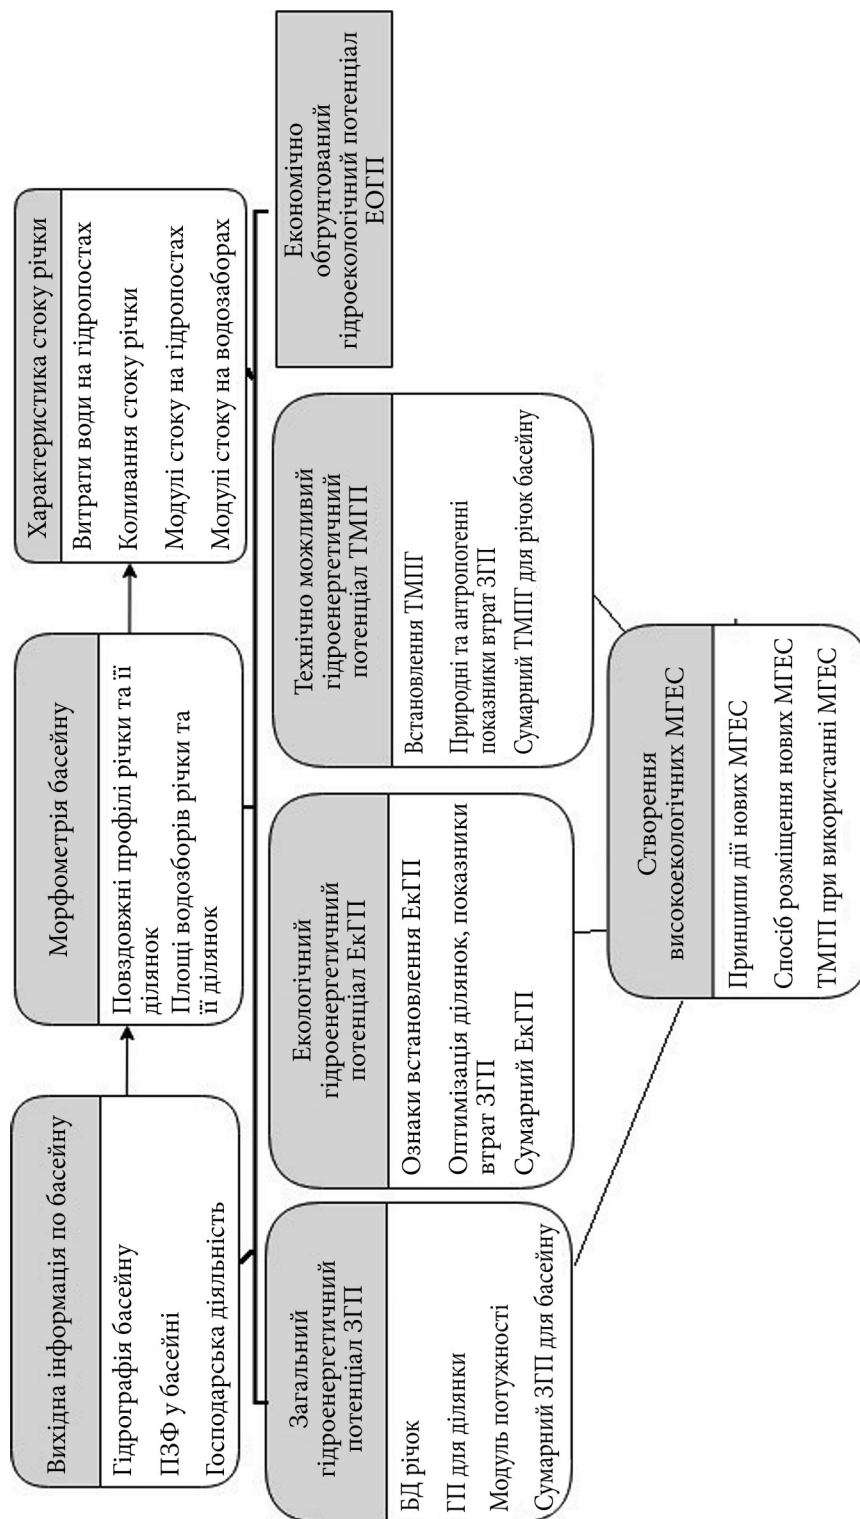 Вихідна інформація по басейну
Гідрографія басейну
ПЗФ у басейні
Господарська діяльність
Морфометрія басейну
Повздовжні профілі річки та її
ділянок
Площі водозборів річки та
її ділянок
Характеристика стоку річки
Витрати води на гідропостах
Коливання стоку річки
Модулі стоку на гідропостах
Модулі стоку на водозаборах
Загальний
гідроенергетичний
потенціал ЗГП
БД річок
ГП для ділянки
Модуль потужності
Сумарний ЗГП для басейну
Екологічний
гідроенергетичний
потенціал ЕкГП
Ознаки встановлення ЕкГП
Оптимізація ділянок, показники
втрат ЗГП
Сумарний ЕкГП
Технічно можливий
гідроенергетичний
потенціал ТМГП
Встановлення ТМПГ
Природні та антропогенні
показники втрат ЗГП
Сумарний ТМПГ для річок басейну
Економічно
обгрунтований
гідроекологічний потенціал
ЕОГП
Створення
високоекологічних МГЕС
Принципи дії нових МГЕС
Спосіб розміщення нових МГЕС
ТМГП при використанні МГЕС